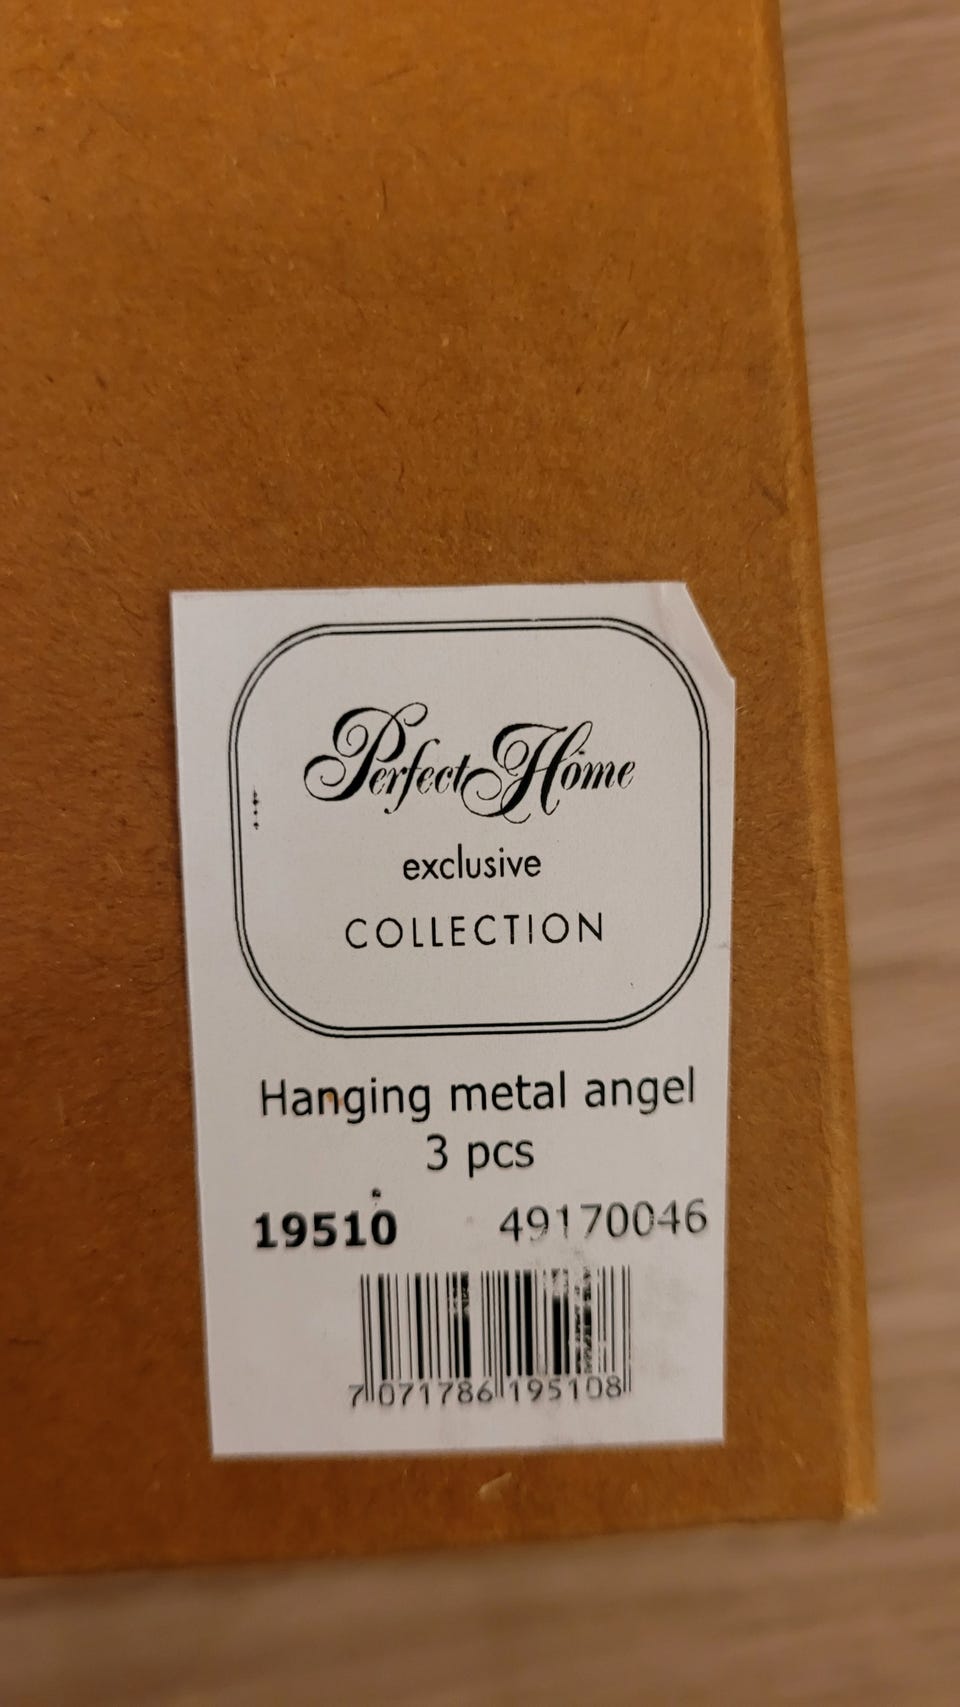 Perfect Home
exclusive
COLLECTION
Hanging metal angel
3 pcs
19510 49170046
7 071786 195108